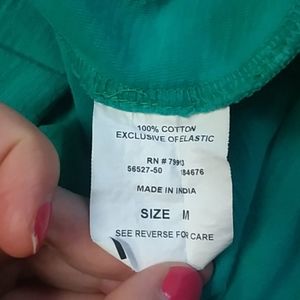 100% COTTON
EXCLUSIVE OFELASTIC
RN #
56527-50 84676
MADE IN INDIA
SIZE M
SEE REVERSE FOR CARE